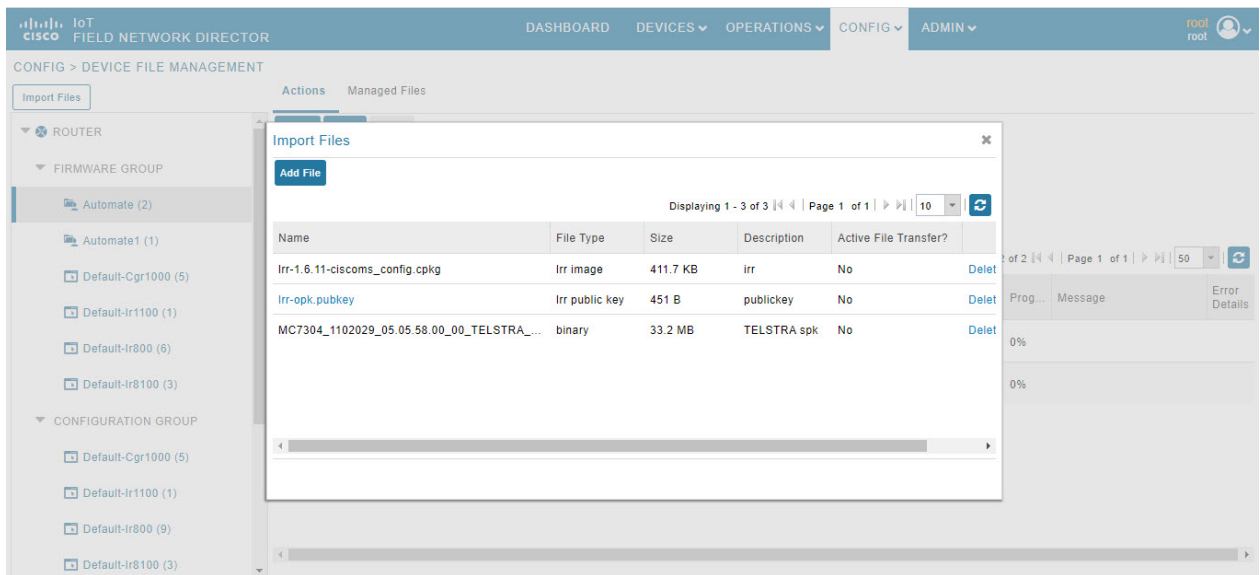 IoT
CISCO FIELD NETWORK DIRECTOR
DASHBOARD DEVICES OPERATIONS CONFIG ADMIN
root
root
CONFIG > DEVICE FILE MANAGEMENT
Import Files
Actions Managed Files
ROUTER
FIRMWARE GROUP
Automate (2)
Automate1 (1)
Default-Cgr1000 (5)
Default-Ir1100 (1)
Default-Ir800 (6)
Default-Ir8100 (3)
CONFIGURATION GROUP
Default-Cgr1000 (5)
Default-Ir1100 (1)
Default-Ir800 (9)
Default-Ir8100 (3)
Import Files
Add File
Displaying 1 - 3 of 3 Page 1 of 1 10
Name File Type Size Description Active File Transfer?
lrr-1.6.11-ciscoms_config.cpkg lrr image 411.7 KB irr No Delet
lrr-opk.pubkey lrr public key 451 B publickey No Delet
MC7304_1102029_05.05.58.00_00_TELSTRA_... binary 33.2 MB TELSTRA spk No Delet
of 2 Page 1 of 1 50
Prog... Message Error Details
0%
0%